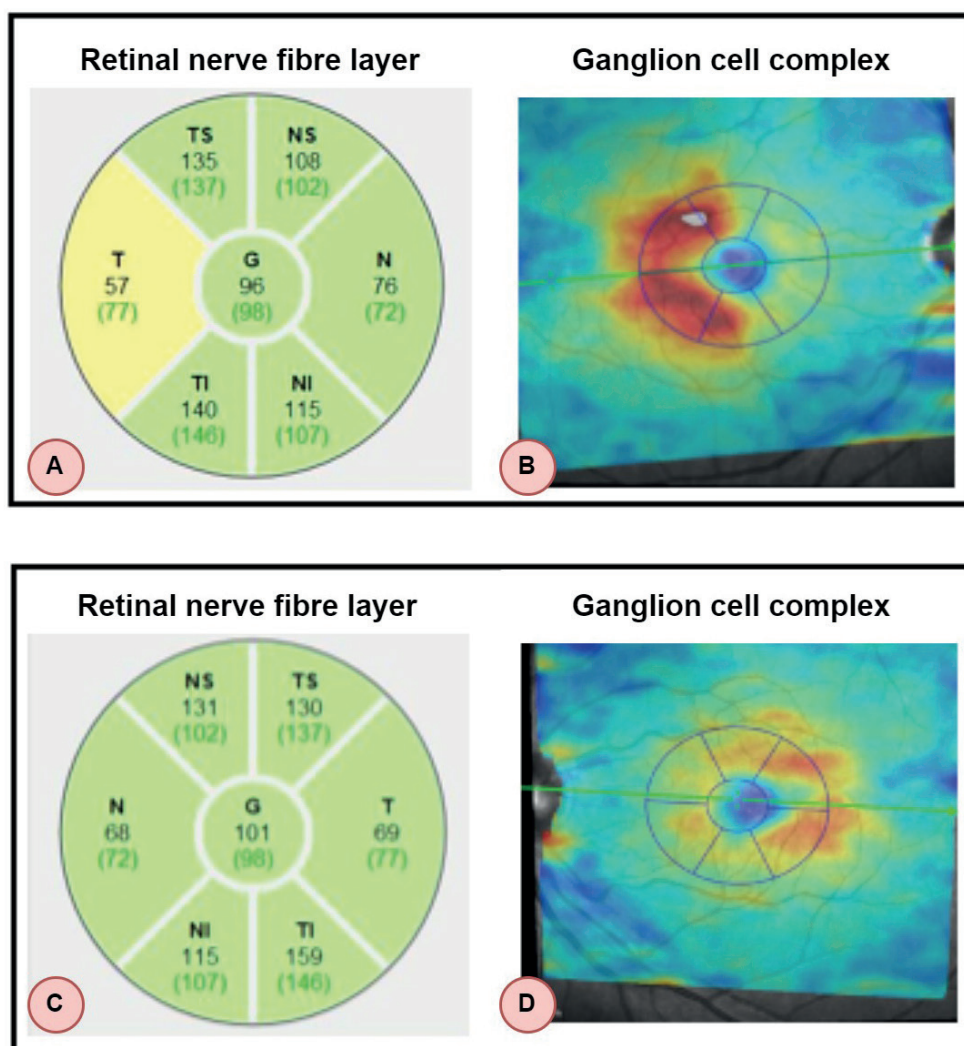 Retinal nerve fibre layer
Ganglion cell complex
TS
135
(137)
NS
108
(102)
T
57
(77)
G
96
(98)
N
76
(72)
TI
140
(146)
NI
115
(107)
A
B
Retinal nerve fibre layer
Ganglion cell complex
NS
131
(102)
TS
130
(137)
N
68
(72)
G
101
(98)
T
69
(77)
NI
115
(107)
TI
159
(146)
C
D